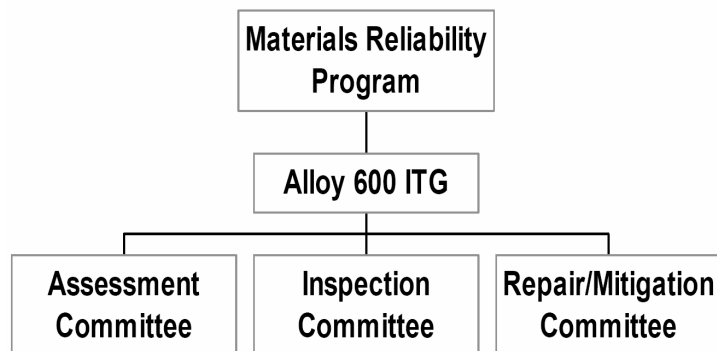 Materials Reliability
Program
Alloy 600 ITG
Assessment
Committee
Inspection
Committee
Repair/Mitigation
Committee